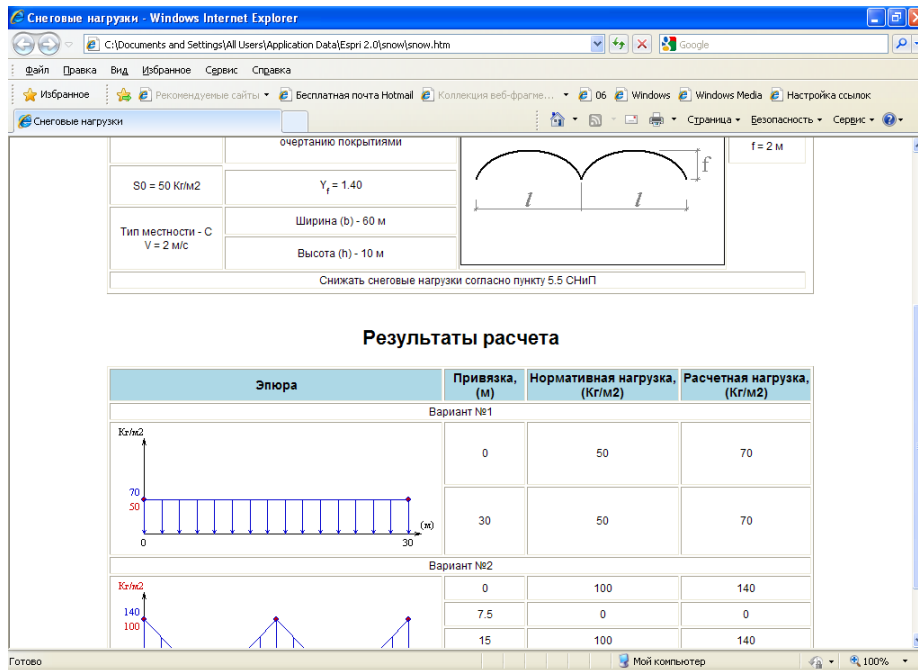 Снеговые нагрузки - Windows Internet Explorer
C:\Documents and Settings\All Users\Application Data\Espri 2.0\snow\snow.htm
Google
Файл Правка Вид Избранное Сервис Справка
Избранное Рекомендуемые сайты Бесплатная почта Hotmail Коллекция веб-фрагме... 06 Windows Windows Media Настройка ссылок
Снеговые нагрузки
Страница Безопасность Сервис
очертанию покрытиями
f = 2 м
f
l l
S0 = 50 Кг/м2
Yf = 1.40
Тип местности - С
V = 2 м/с
Ширина (b) - 60 м
Высота (h) - 10 м
Снижать снеговые нагрузки согласно пункту 5.5 СНиП
Результаты расчета
Эпюра
Привязка, (м)
Нормативная нагрузка, (Кг/м2)
Расчетная нагрузка, (Кг/м2)
Вариант №1
Кг/м2
70
50
(м)
0 30
0 50 70
30 50 70
Вариант №2
Кг/м2
140
100
0 100 140
7.5 0 0
15 100 140
Готово
Мой компьютер
100%